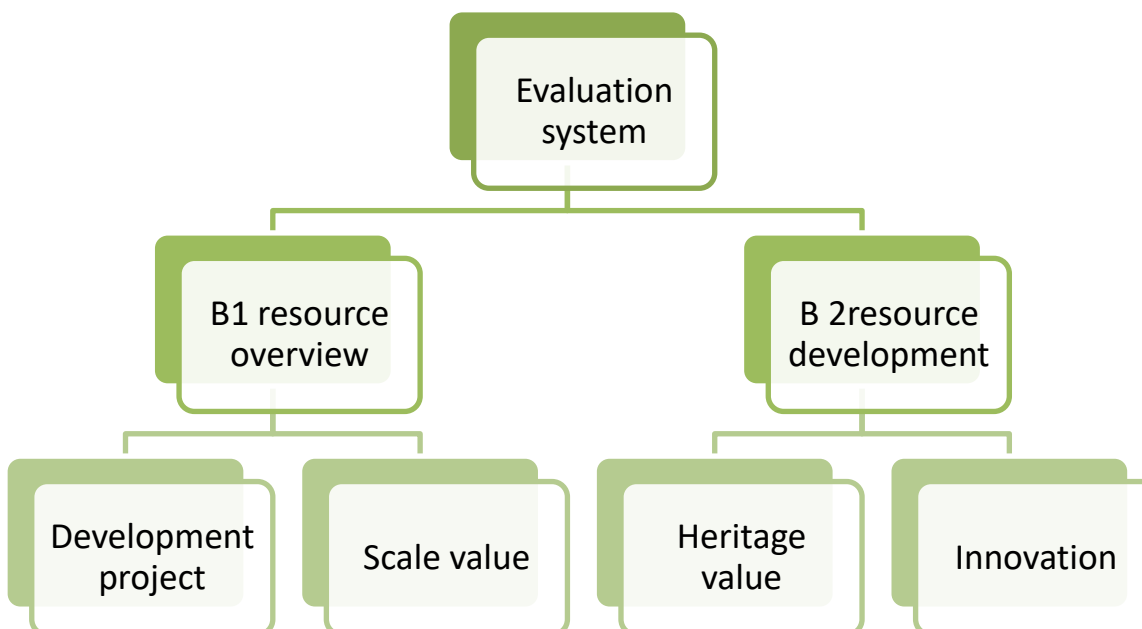 Evaluation
system
B1 resource
overview
B 2resource
development
Development
project
Scale value
Heritage
value
Innovation